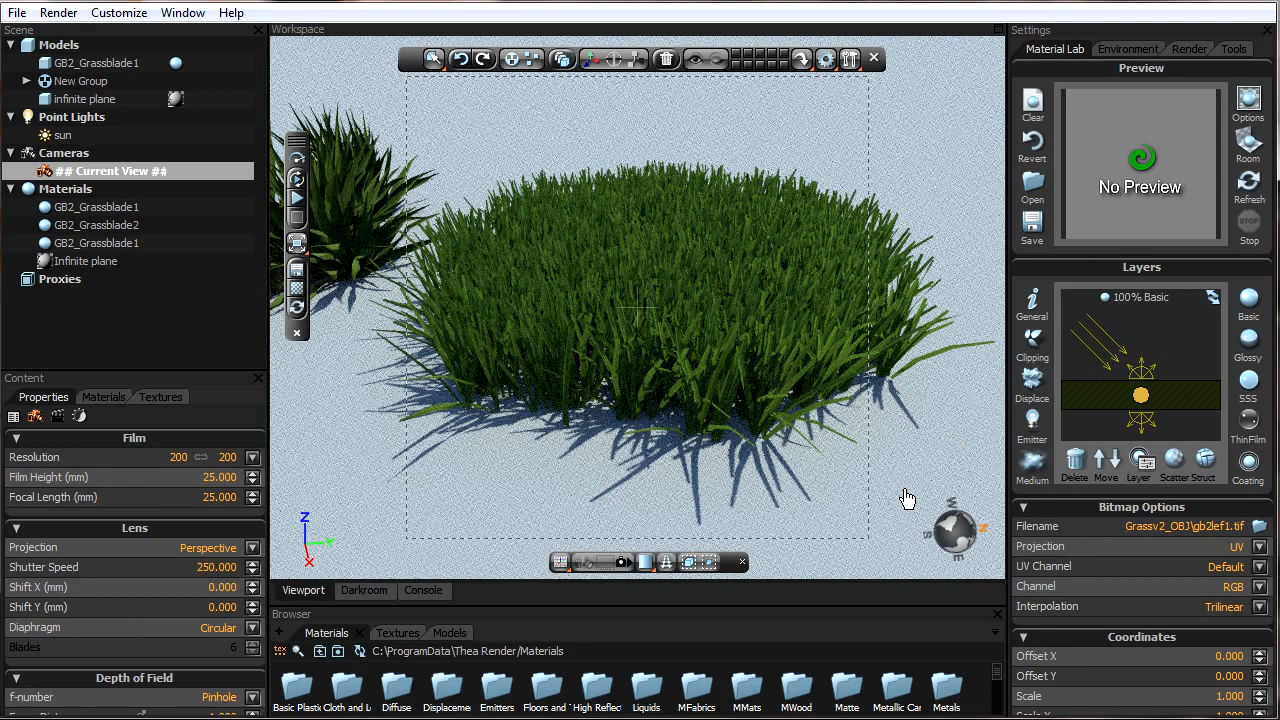 File Render Customize Window Help
Scene
Models
GB2_Grassblade1
New Group
infinite plane
Point Lights
sun
Cameras
## Current View ##
Materials
GB2_Grassblade1
GB2_Grassblade2
GB2_Grassblade1
Infinite plane
Proxies
Content
Properties Materials Textures
Film
Resolution 200 200
Film Height (mm) 25.000
Focal Length (mm) 25.000
Lens
Projection Perspective
Shutter Speed 250.000
Shift X (mm) 0.000
Shift Y (mm) 0.000
Diaphragm Circular
Blades 6
Depth of Field
f-number Pinhole
Workspace
Z
Y
X
W
N
S
E
Viewport Darkroom Console
Browser
Materials Textures Models
tex C:\ProgramData\Thea Render/Materials
Basic Plastic Cloth and L Diffuse Displaceme Emitters Floors and High Reflec Liquids MFabrics MMats MWood Matte Metallic Car Metals
Settings
Material Lab Environment Render Tools
Preview
Clear
Revert
Open
Save
No Preview
Options
Room
Refresh
STOP
Stop
Layers
General
Clipping
Displace
Emitter
Medium
100% Basic
Basic
Glossy
SSS
ThinFilm
Coating
Delete Move Layer Scatter Struct
Bitmap Options
Filename Grassv2_OBJ\gb2lef1.tif
Projection UV
UV Channel Default
Channel RGB
Interpolation Trilinear
Coordinates
Offset X 0.000
Offset Y 0.000
Scale 1.000